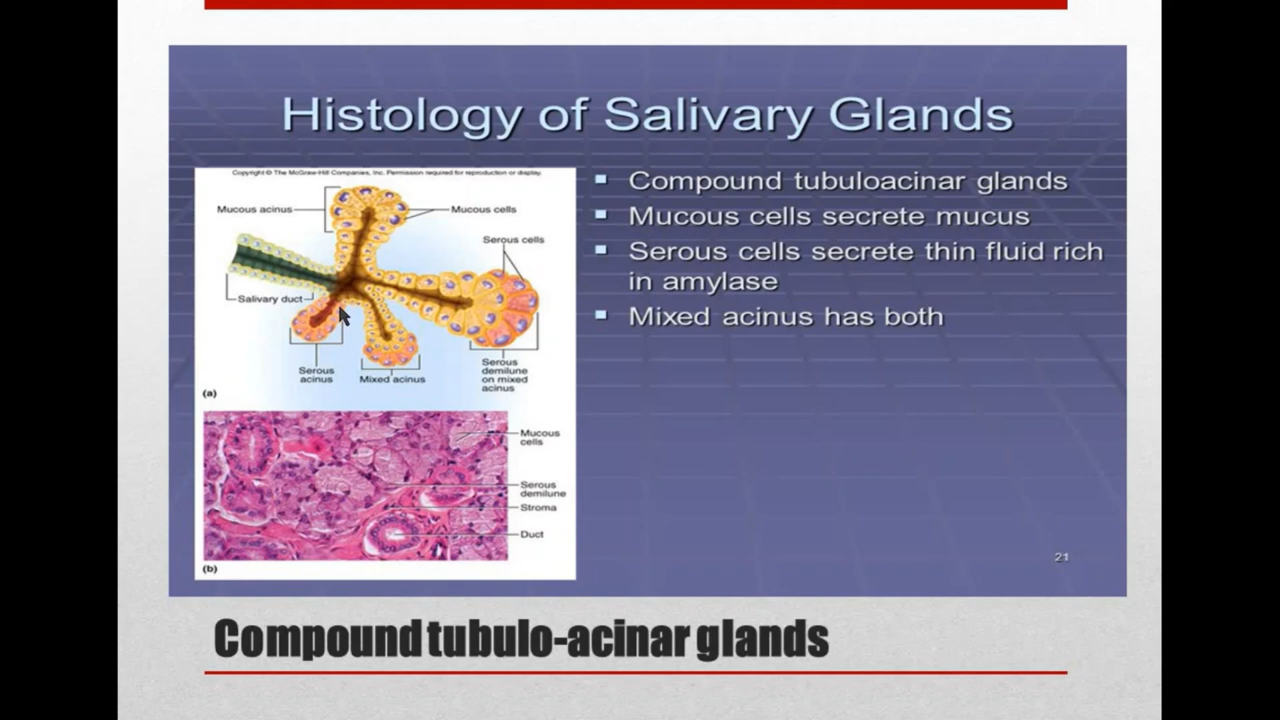 Histology of Salivary Glands
Copyright © The McGraw-Hill Companies, Inc. Permission required for reproduction or display.
Mucous acinus
Mucous cells
Serous cells
Salivary duct
Serous
acinus
Mixed acinus
Serous
demilune
on mixed
acinus
(a)
Mucous
cells
Serous
demilune
Stroma
Duct
(b)
Compound tubuloacinar glands
Mucous cells secrete mucus
Serous cells secrete thin fluid rich
in amylase
Mixed acinus has both
21
Compound tubulo-acinar glands